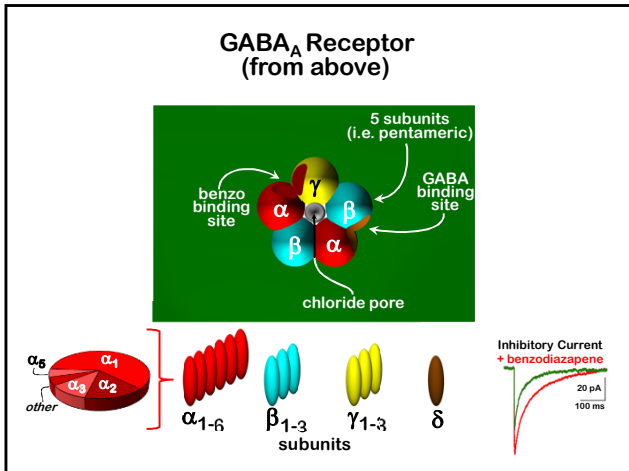 GABAA Receptor
(from above)
5 subunits
(i.e. pentameric)
benzo
binding
site
GABA
binding
site
γ
α
β
β
α
chloride pore
α5
α1
α3
α2
other
α1-6
β1-3
γ1-3
δ
subunits
Inhibitory Current
+ benzodiazapene
20 pA
100 ms